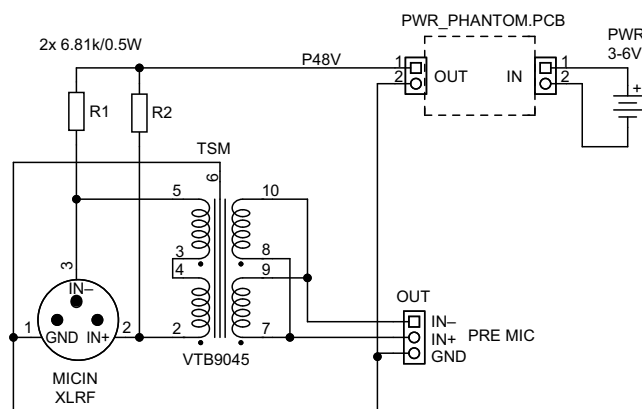 PWR_PHANTOM.PCB
PWR
3-6V
2x 6.81k/0.5W
P48V
1
2
OUT
IN
1
2
+
R1
R2
TSM
6
5
10
3
8
4
9
3
IN–
1
GND
IN+
2
2
7
VTB9045
MICIN
XLRF
OUT
IN–
IN+
GND
PRE MIC